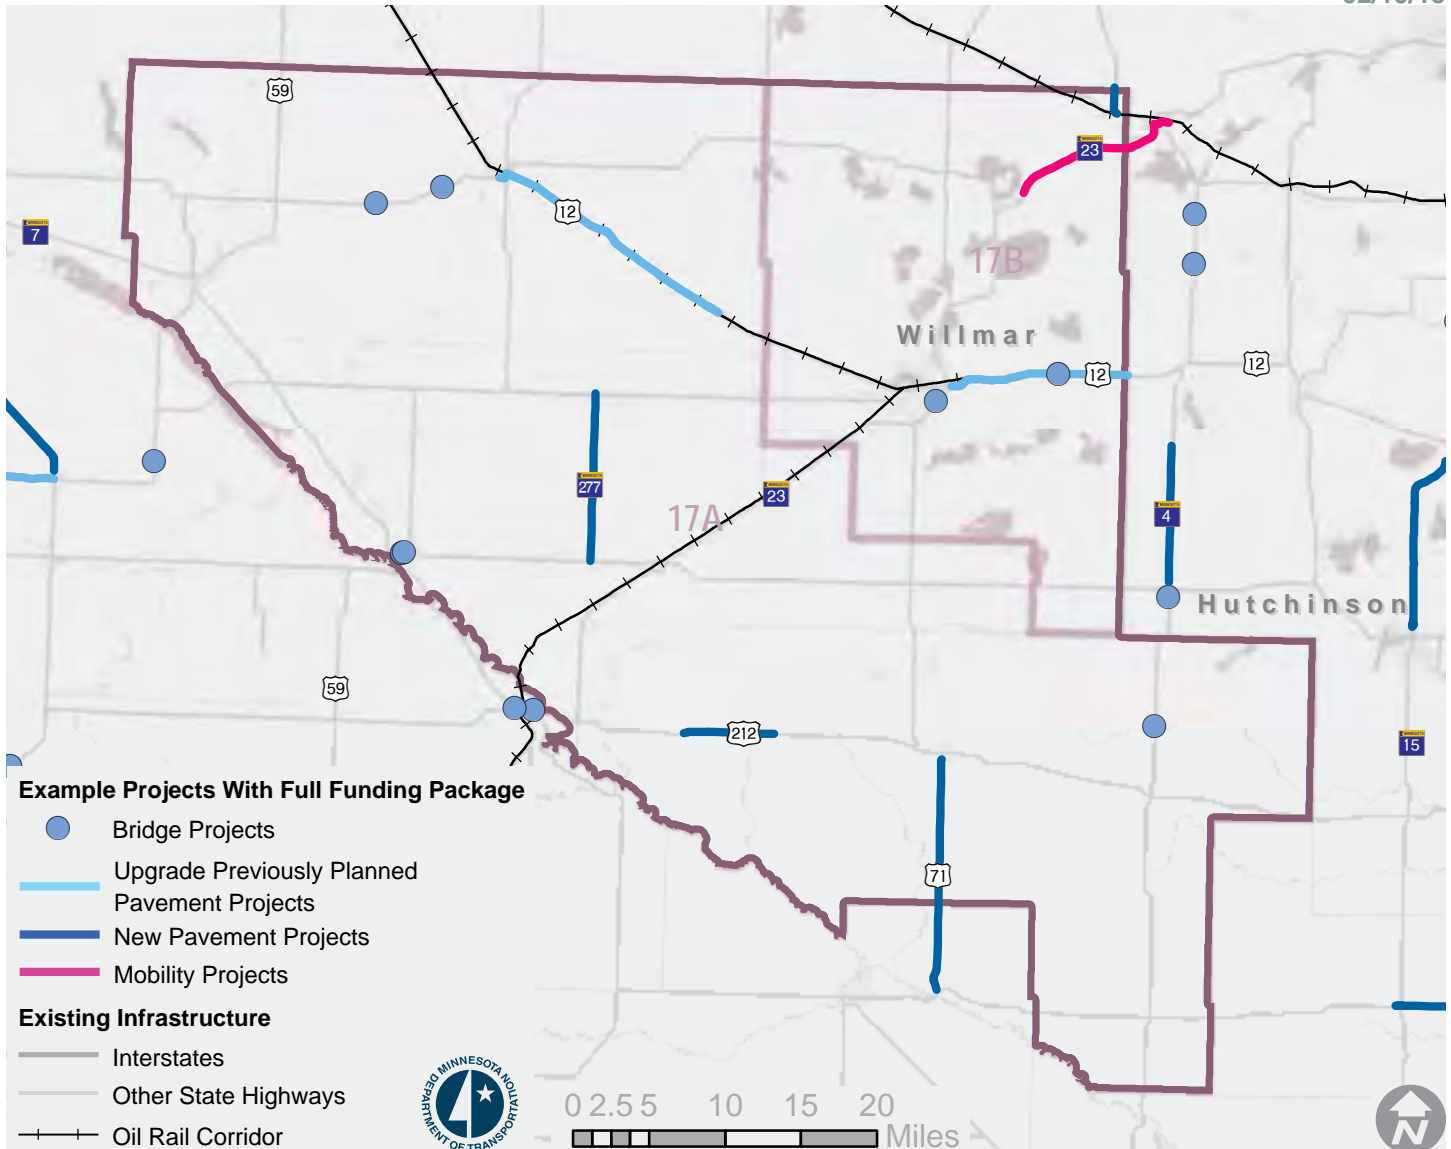 59
23
7
12
17B
Willmar
12
12
277
23
17A
4
Hutchinson
59
212
15
71
Example Projects With Full Funding Package
Bridge Projects
Upgrade Previously Planned
Pavement Projects
New Pavement Projects
Mobility Projects
Existing Infrastructure
Interstates
Other State Highways
Oil Rail Corridor
MINNESOTA
DEPARTMENT OF TRANSPORTATION
0 2.5 5 10 15 20
Miles
N